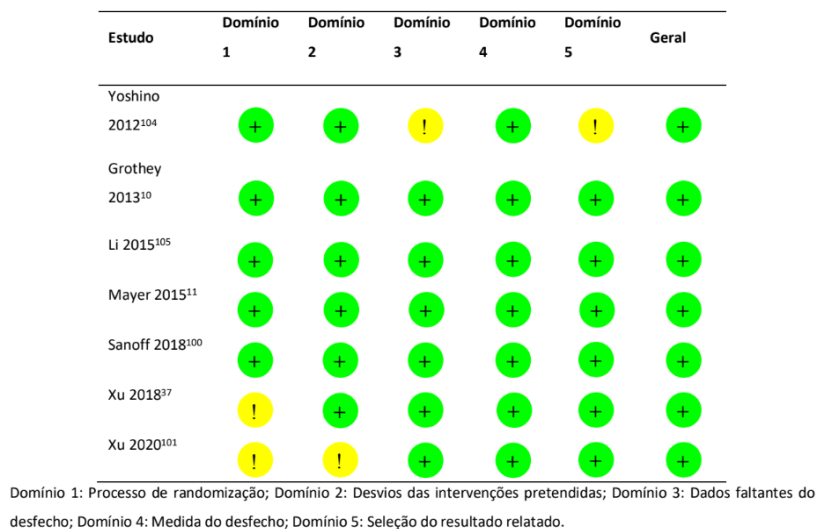 Estudo Domínio 1 Domínio 2 Domínio 3 Domínio 4 Domínio 5 Geral
Yoshino
2012¹⁰⁴ + + ! + ! +
Grothey
2013¹⁰ + + + + + +
Li 2015¹⁰⁵ + + + + + +
Mayer 2015¹¹ + + + + + +
Sanoff 2018¹⁰⁰ + + + + + +
Xu 2018³⁷ ! + + + + +
Xu 2020¹⁰¹ ! ! + + + +
Domínio 1: Processo de randomização; Domínio 2: Desvios das intervenções pretendidas; Domínio 3: Dados faltantes do
desfecho; Domínio 4: Medida do desfecho; Domínio 5: Seleção do resultado relatado.